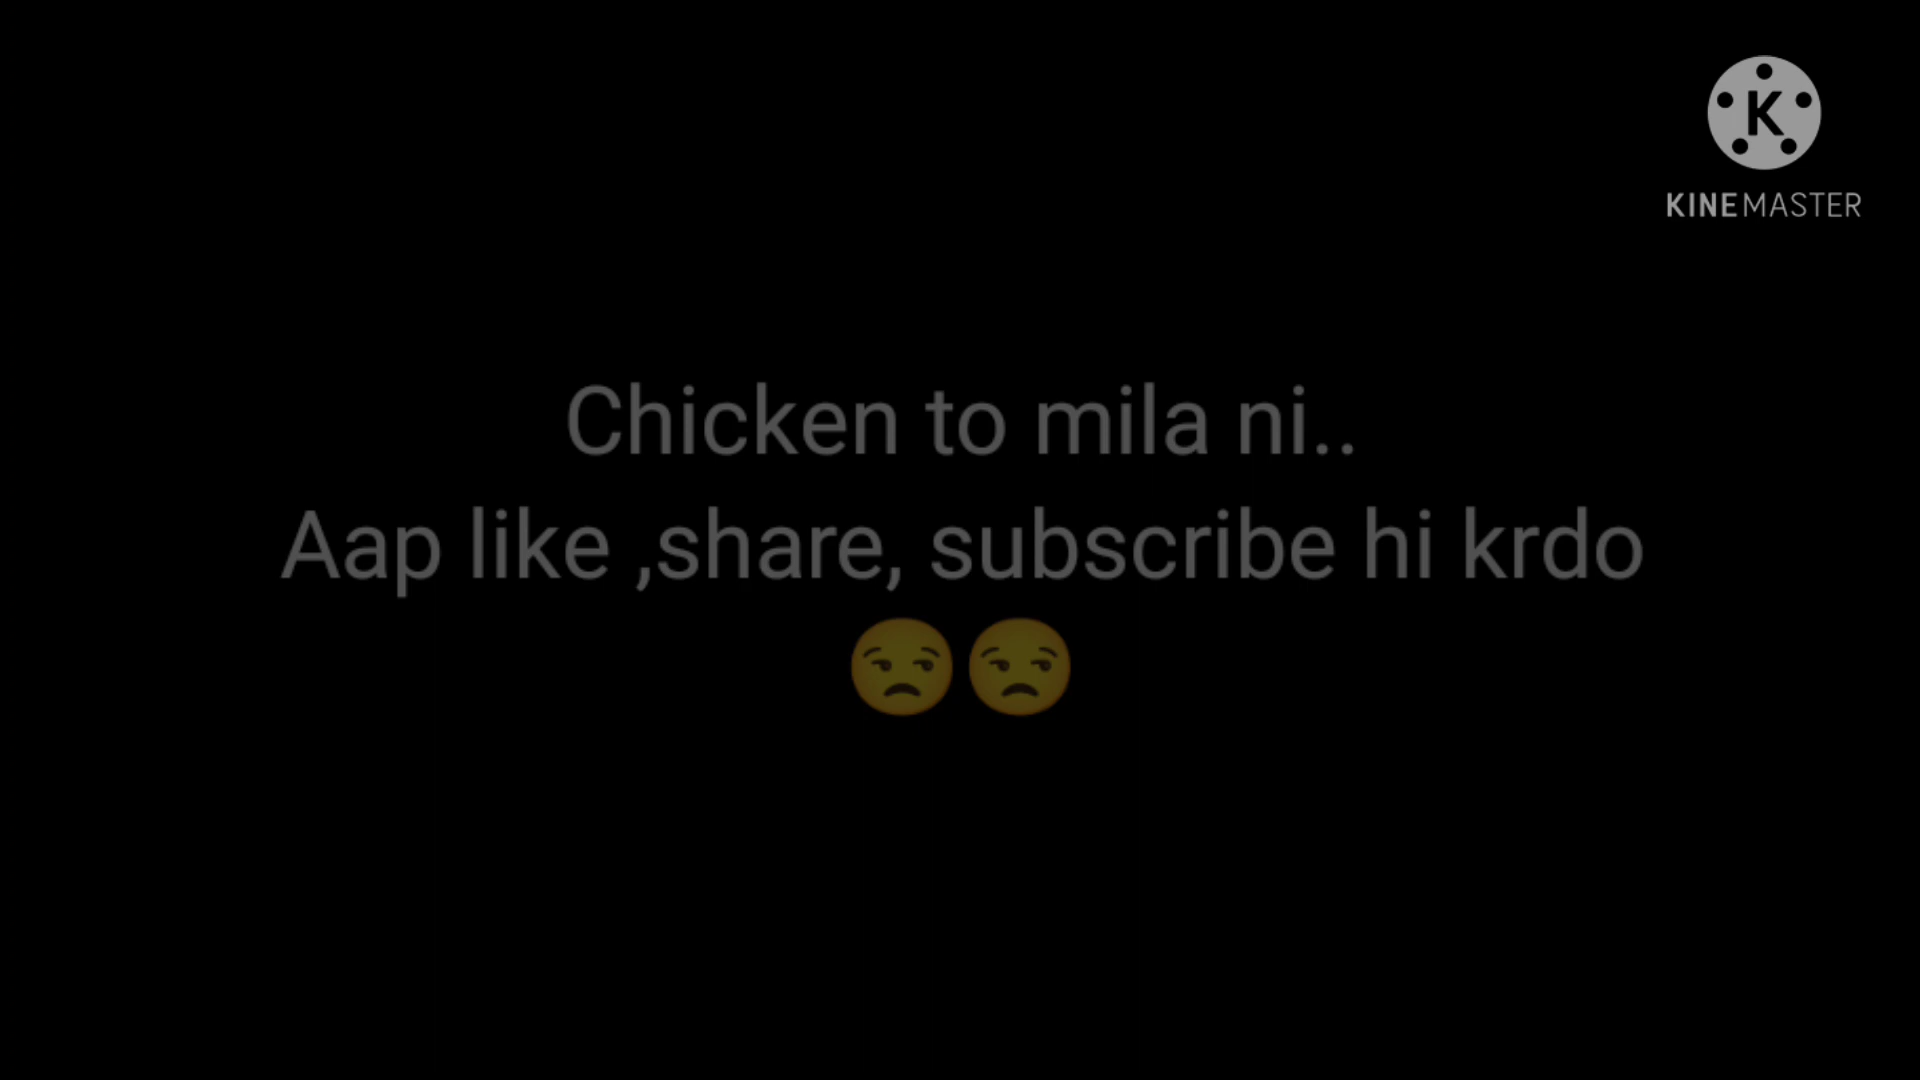 KINEMASTER
Chicken to mila ni..
Aap like ,share, subscribe hi krdo
😒😒